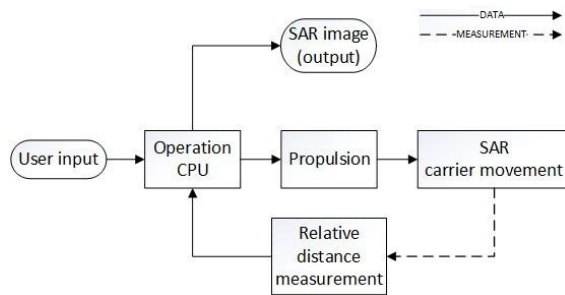 SAR image
(output)
DATA
MEASUREMENT
User input
Operation
CPU
Propulsion
SAR
carrier movement
Relative
distance
measurement